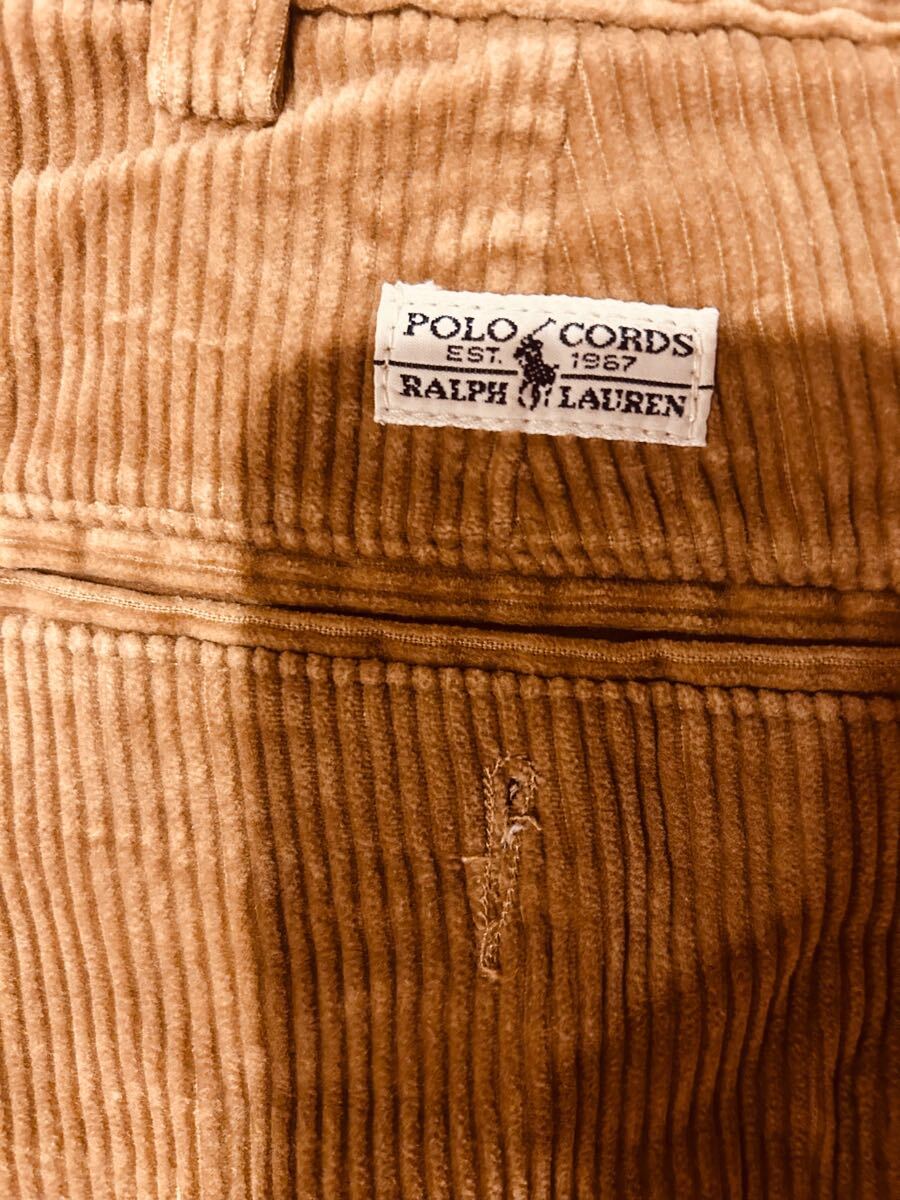 POLO CORDS
EST. 1967
RALPH LAUREN